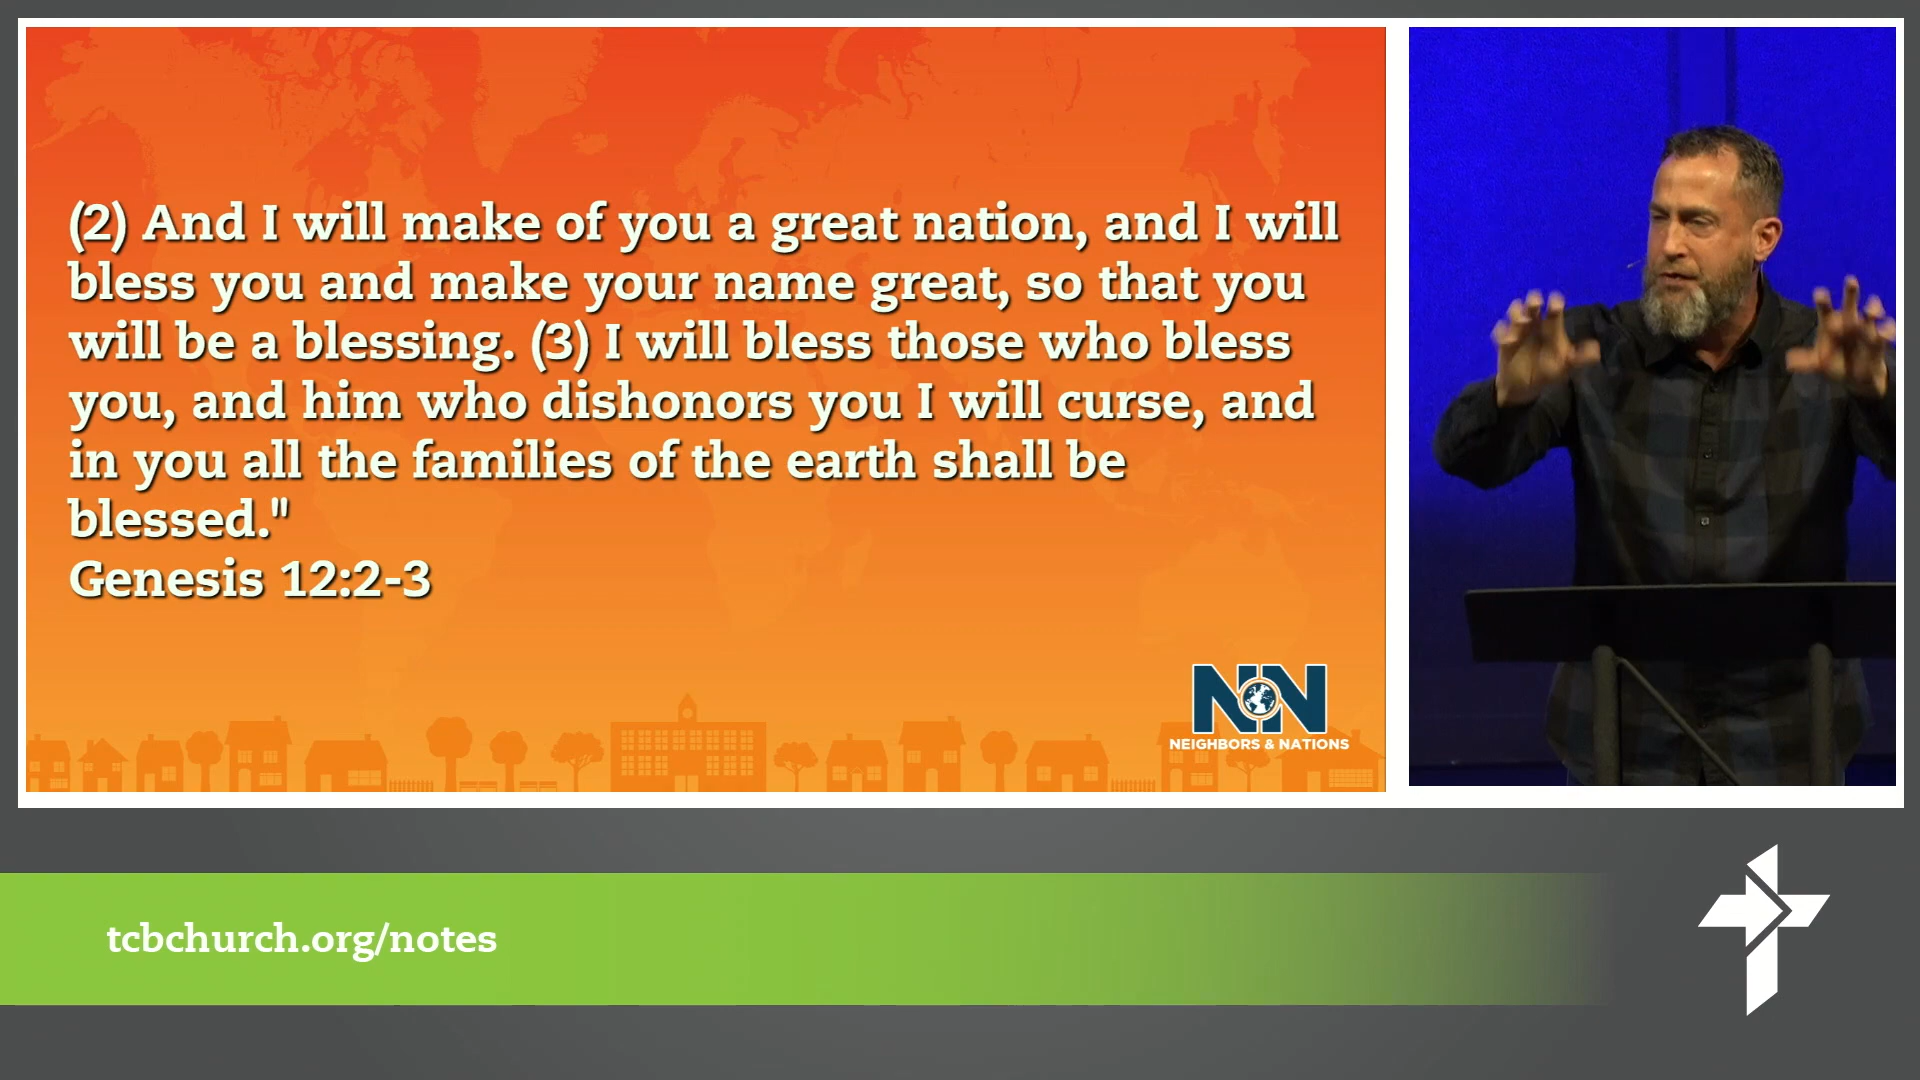 (2) And I will make of you a great nation, and I will
bless you and make your name great, so that you
will be a blessing. (3) I will bless those who bless
you, and him who dishonors you I will curse, and
in you all the families of the earth shall be
blessed."
Genesis 12:2-3
NN
NEIGHBORS & NATIONS
tcbchurch.org/notes